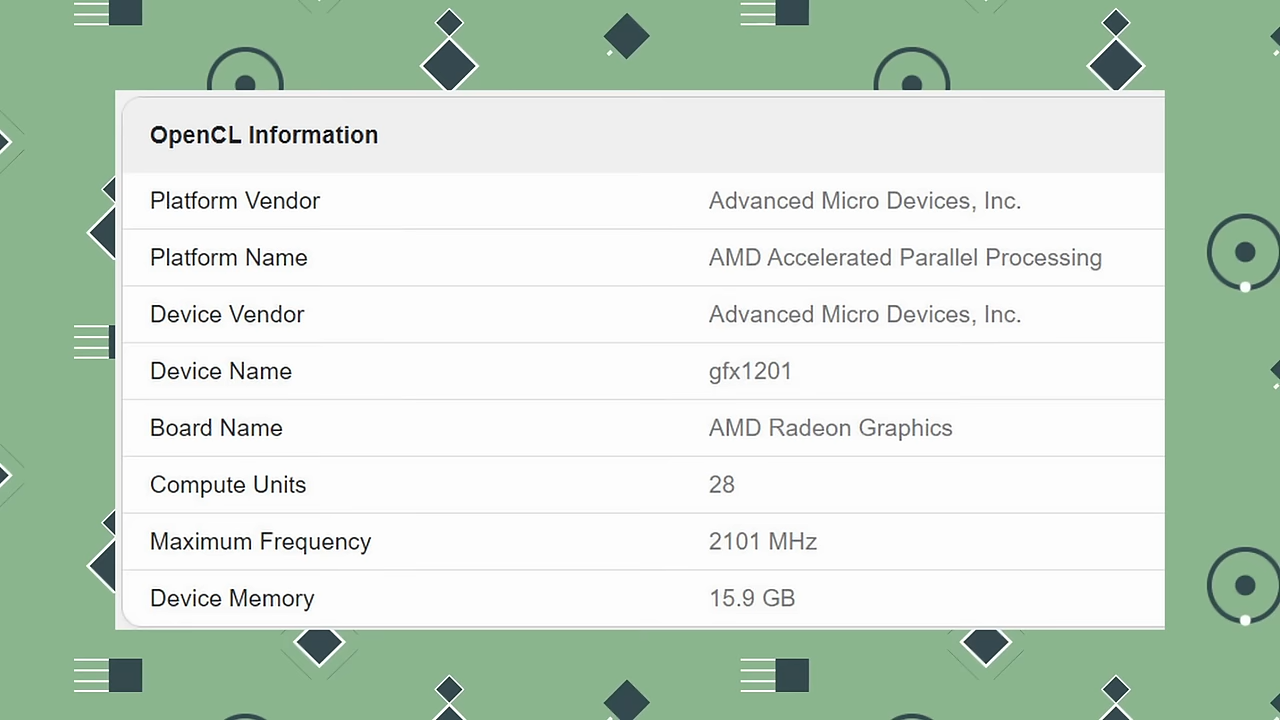 OpenCL Information
Platform Vendor Advanced Micro Devices, Inc.
Platform Name AMD Accelerated Parallel Processing
Device Vendor Advanced Micro Devices, Inc.
Device Name gfx1201
Board Name AMD Radeon Graphics
Compute Units 28
Maximum Frequency 2101 MHz
Device Memory 15.9 GB